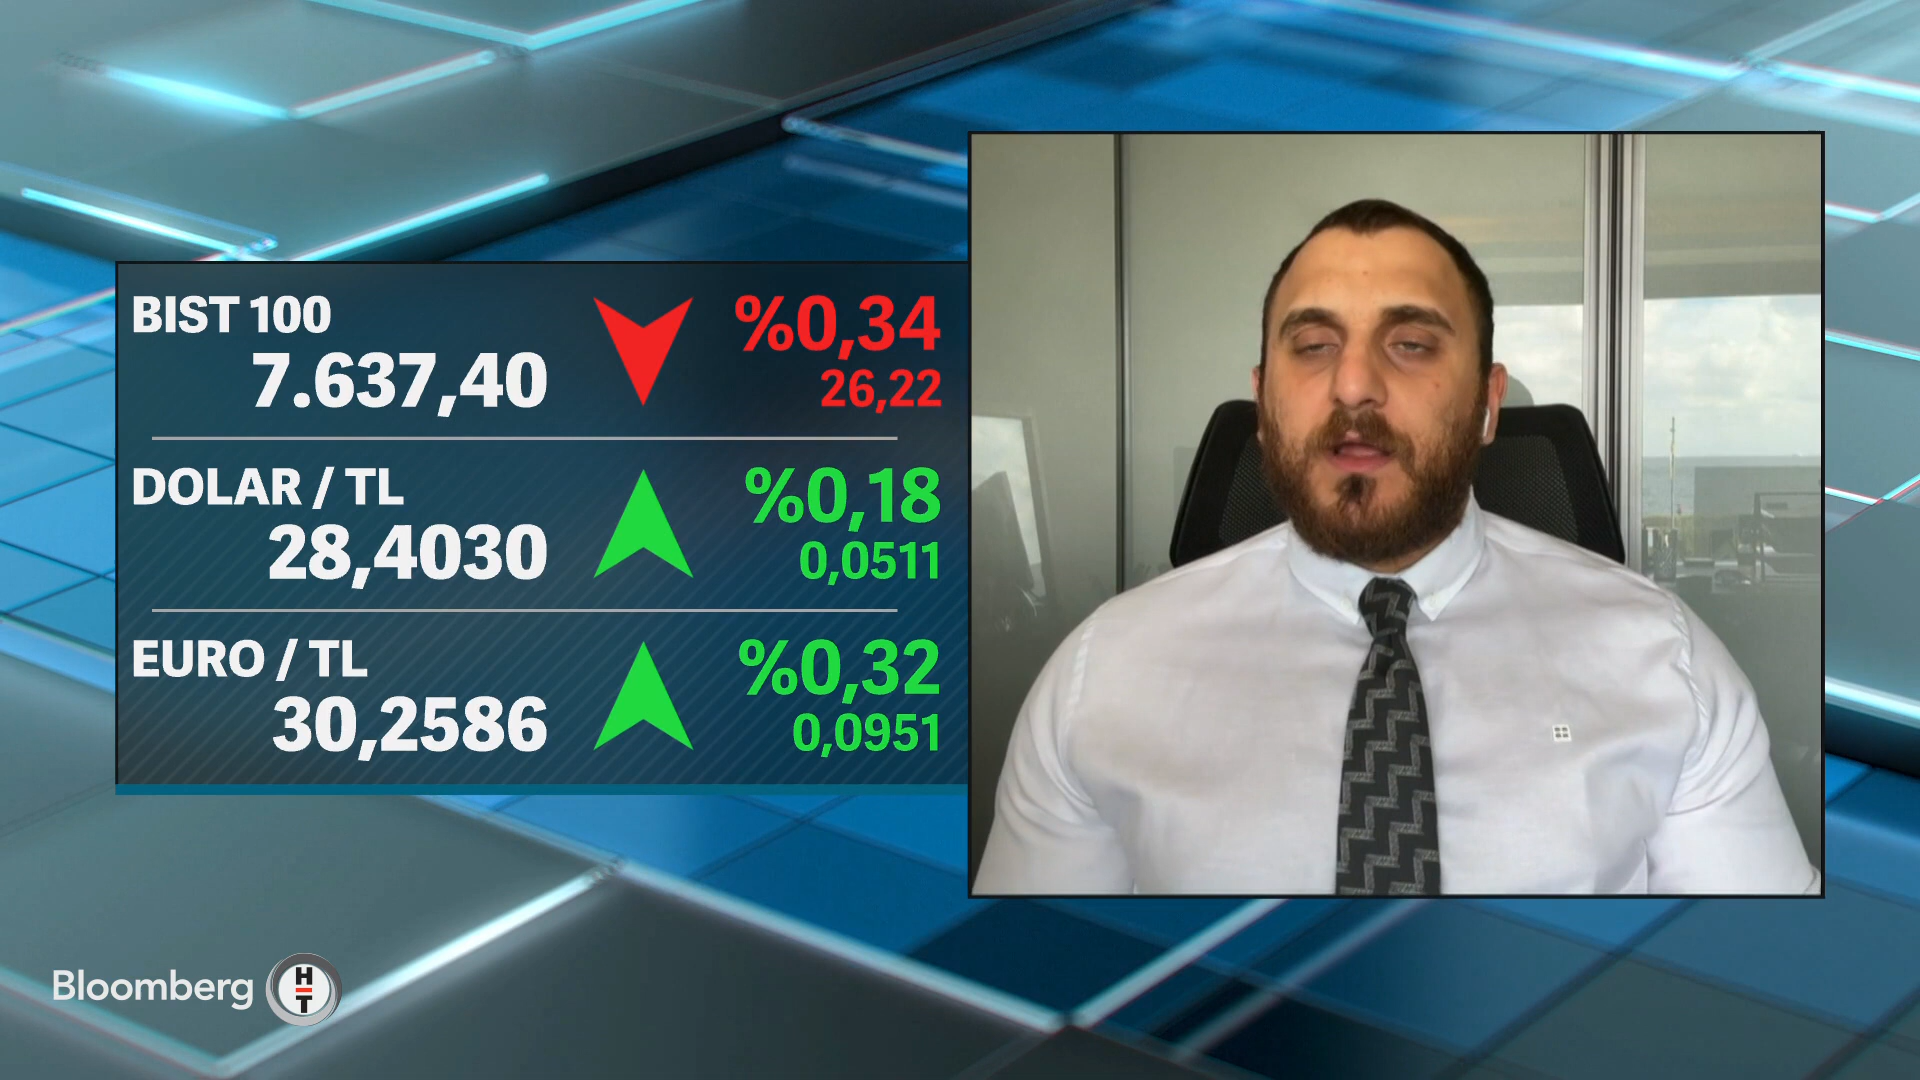 BIST 100
7.637,40
%0,34
26,22
DOLAR / TL
28,4030
%0,18
0,0511
EURO / TL
30,2586
%0,32
0,0951
Bloomberg HT